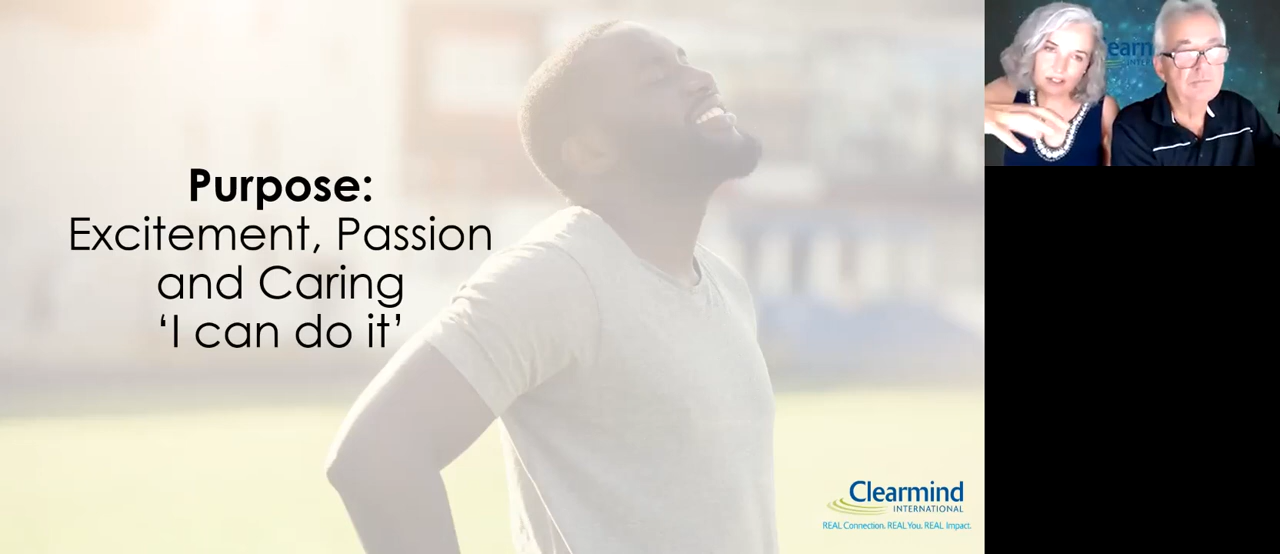 Purpose:
Excitement, Passion
and Caring
‘I can do it’
Clearmind
INTERNATIONAL
REAL Connection. REAL You. REAL Impact.